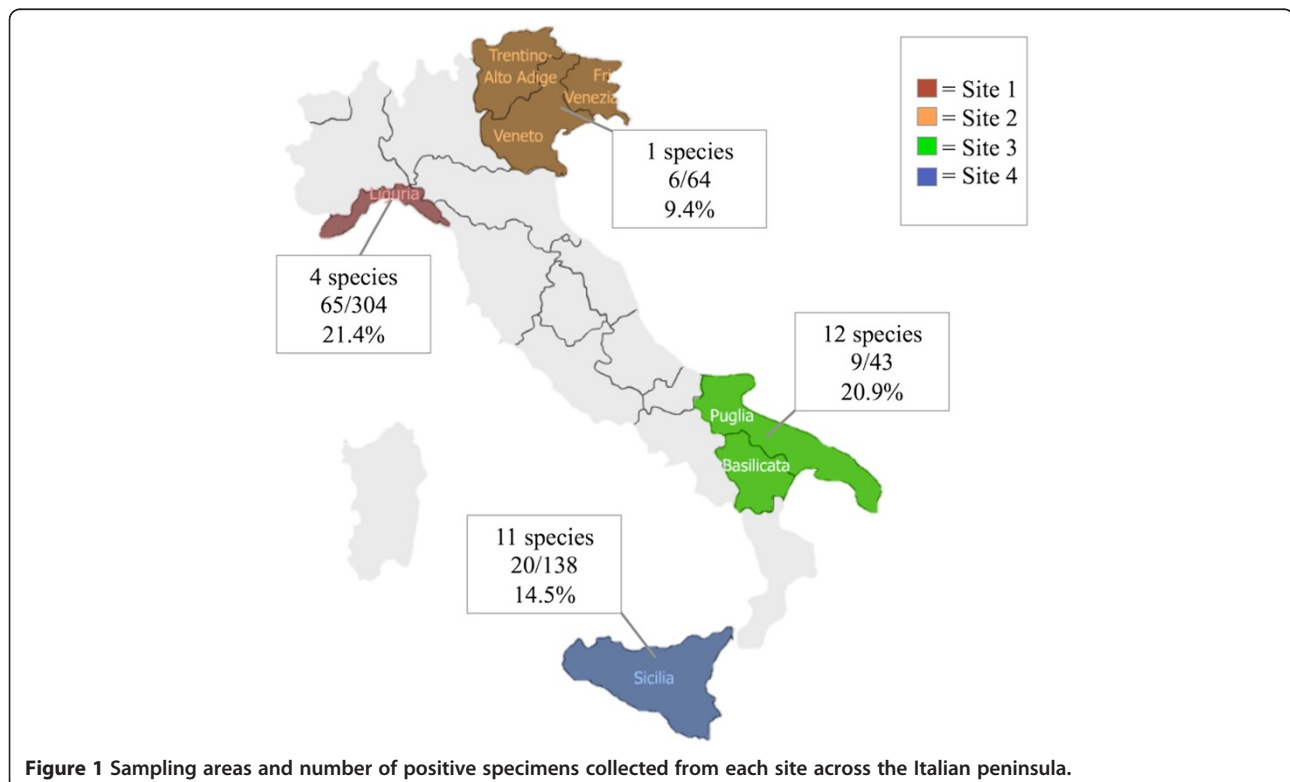 Trentino-
Alto Adige
Fri
Venezia
Veneto
Liguria
= Site 1
= Site 2
= Site 3
= Site 4
1 species
6/64
9.4%
4 species
65/304
21.4%
12 species
9/43
20.9%
Puglia
Basilicata
11 species
20/138
14.5%
Sicilia
Figure 1 Sampling areas and number of positive specimens collected from each site across the Italian peninsula.